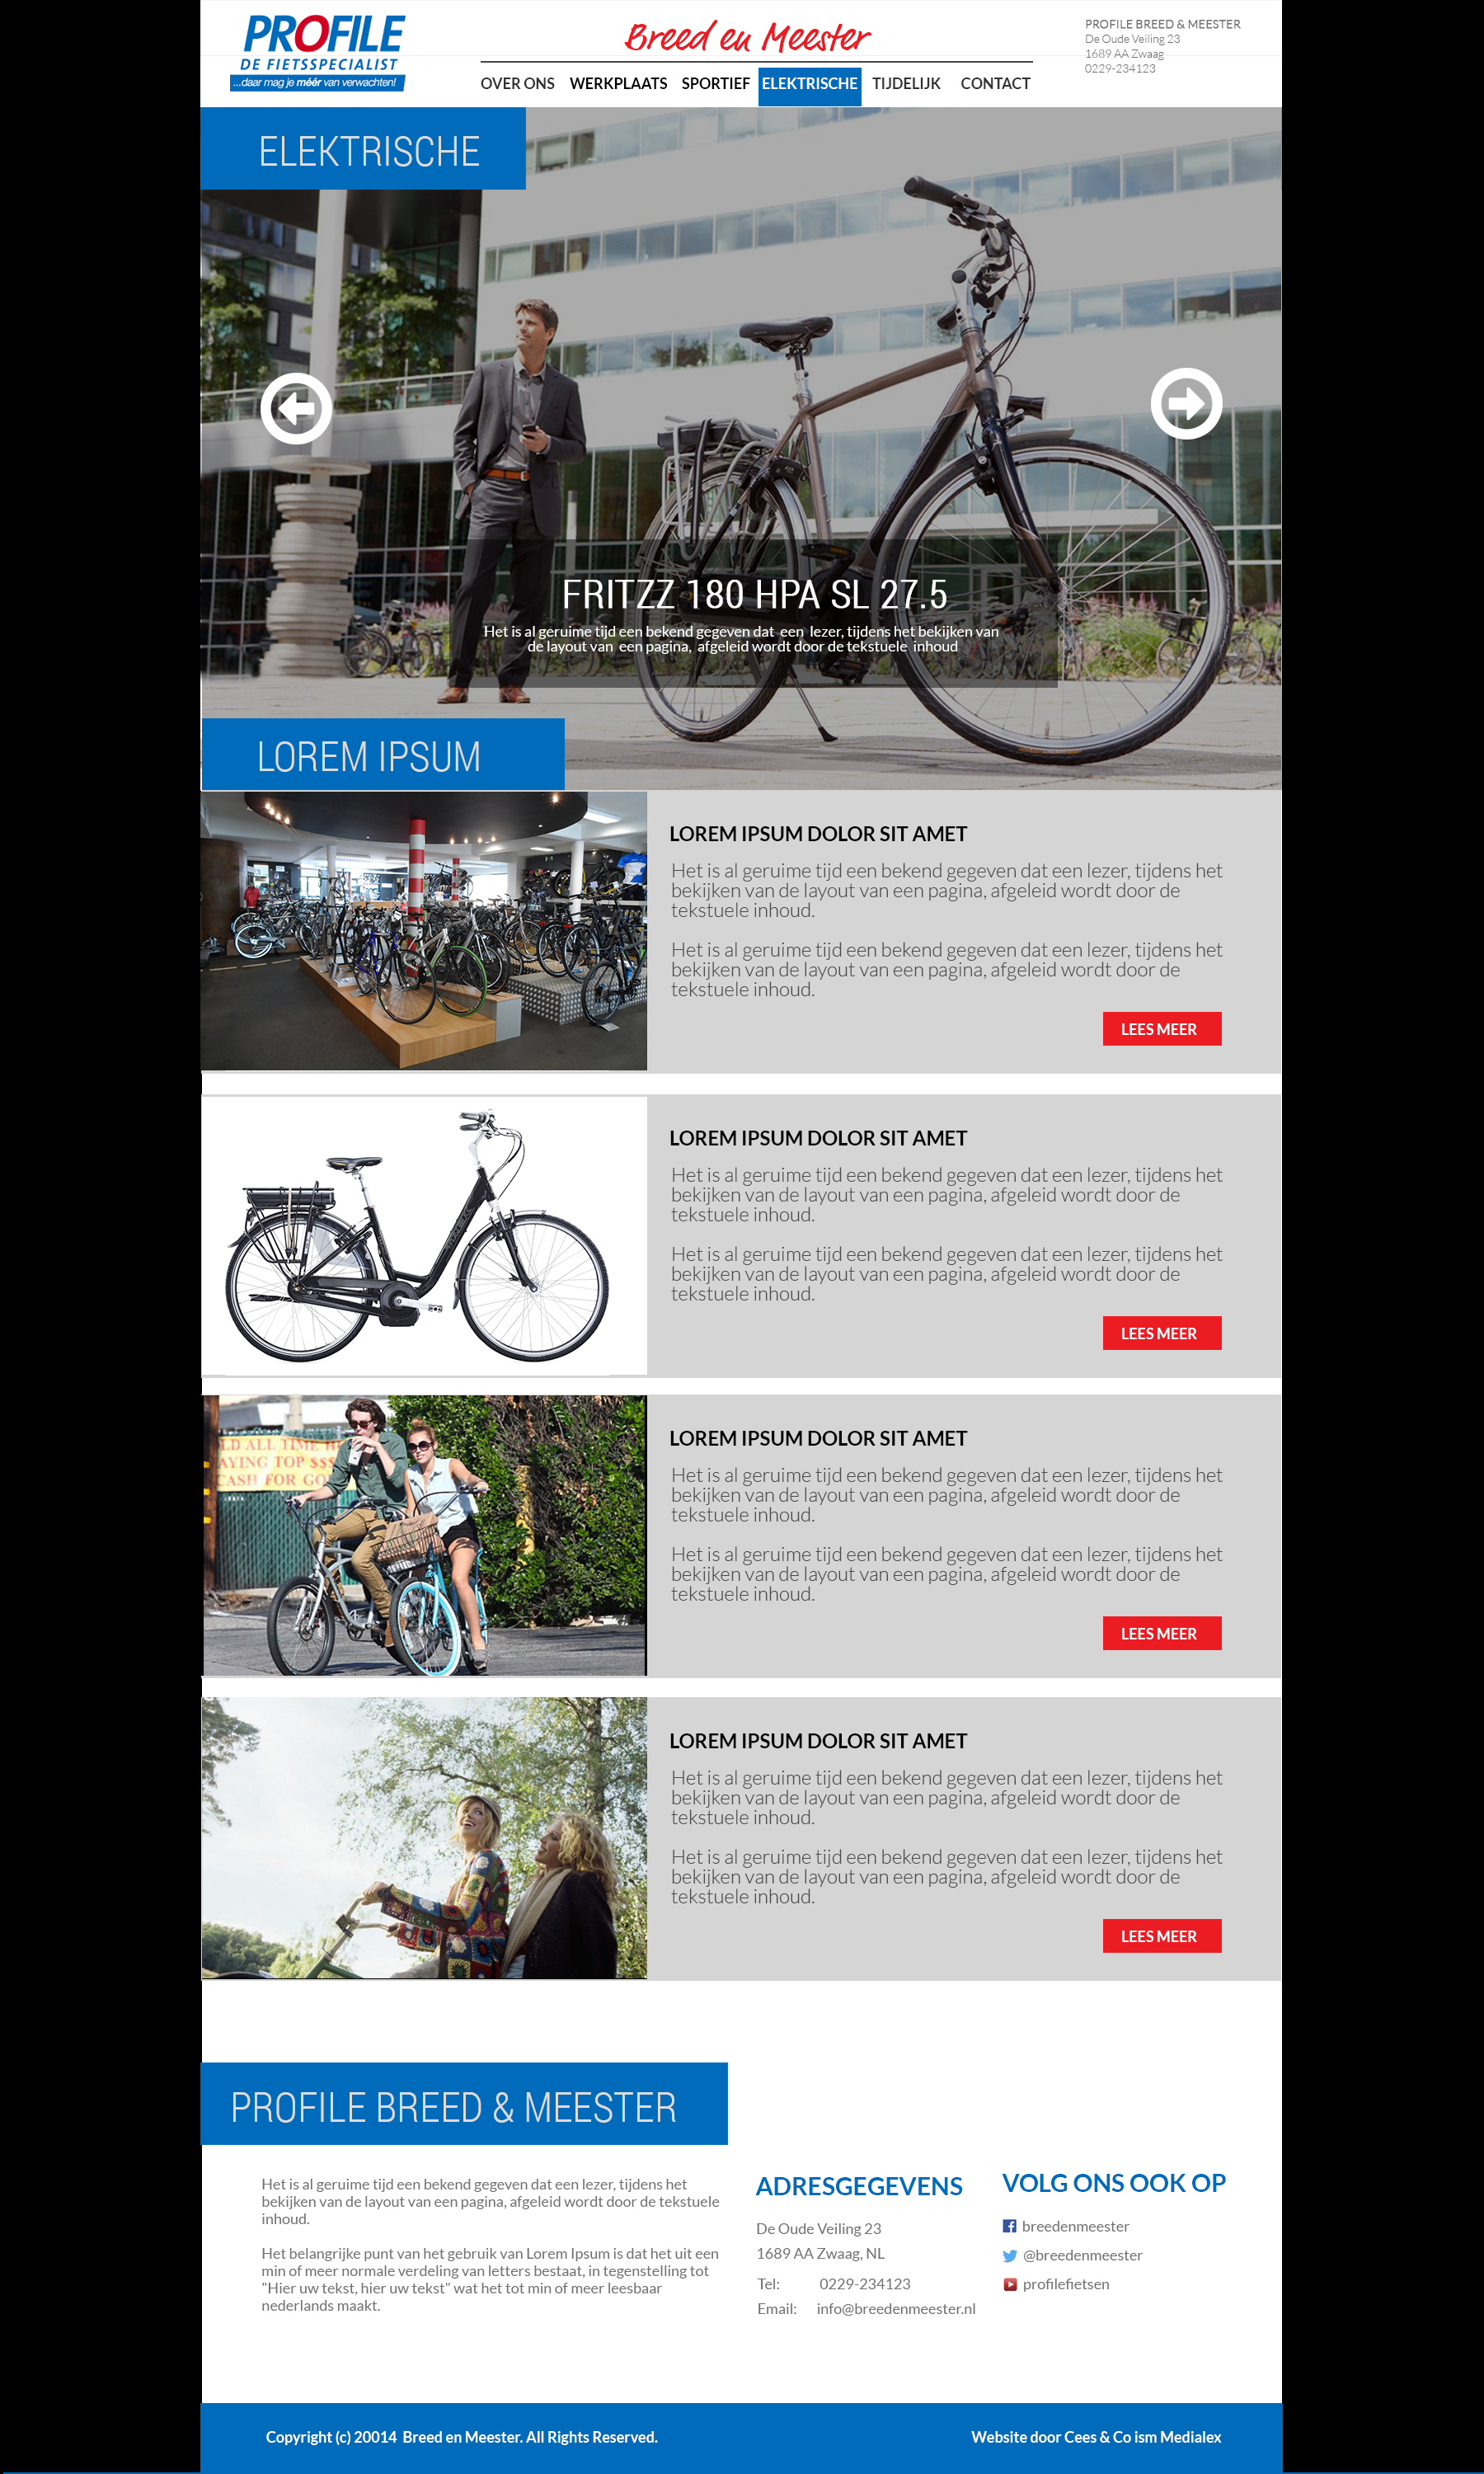 PROFILE
DE FIETSSPECIALIST
...daar mag je méér van verwachten!
Breed en Meester
PROFILE BREED & MEESTER
De Oude Veiling 23
1689 AA Zwaag
0229-234123
OVER ONS WERKPLAATS SPORTIEF ELEKTRISCHE TIJDELIJK CONTACT
ELEKTRISCHE
FRITZZ 180 HPA SL 27.5
Het is al geruime tijd een bekend gegeven dat een lezer, tijdens het bekijken van
de layout van een pagina, afgeleid wordt door de tekstuele inhoud
LOREM IPSUM
LOREM IPSUM DOLOR SIT AMET
Het is al geruime tijd een bekend gegeven dat een lezer, tijdens het
bekijken van de layout van een pagina, afgeleid wordt door de
tekstuele inhoud.
Het is al geruime tijd een bekend gegeven dat een lezer, tijdens het
bekijken van de layout van een pagina, afgeleid wordt door de
tekstuele inhoud.
LEES MEER
LOREM IPSUM DOLOR SIT AMET
Het is al geruime tijd een bekend gegeven dat een lezer, tijdens het
bekijken van de layout van een pagina, afgeleid wordt door de
tekstuele inhoud.
Het is al geruime tijd een bekend gegeven dat een lezer, tijdens het
bekijken van de layout van een pagina, afgeleid wordt door de
tekstuele inhoud.
LEES MEER
LD ALL TIME
AYING TOP $$$
CASH FOR GO
LOREM IPSUM DOLOR SIT AMET
Het is al geruime tijd een bekend gegeven dat een lezer, tijdens het
bekijken van de layout van een pagina, afgeleid wordt door de
tekstuele inhoud.
Het is al geruime tijd een bekend gegeven dat een lezer, tijdens het
bekijken van de layout van een pagina, afgeleid wordt door de
tekstuele inhoud.
LEES MEER
LOREM IPSUM DOLOR SIT AMET
Het is al geruime tijd een bekend gegeven dat een lezer, tijdens het
bekijken van de layout van een pagina, afgeleid wordt door de
tekstuele inhoud.
Het is al geruime tijd een bekend gegeven dat een lezer, tijdens het
bekijken van de layout van een pagina, afgeleid wordt door de
tekstuele inhoud.
LEES MEER
PROFILE BREED & MEESTER
Het is al geruime tijd een bekend gegeven dat een lezer, tijdens het
bekijken van de layout van een pagina, afgeleid wordt door de tekstuele
inhoud.
Het belangrijke punt van het gebruik van Lorem Ipsum is dat het uit een
min of meer normale verdeling van letters bestaat, in tegenstelling tot
"Hier uw tekst, hier uw tekst" wat het tot min of meer leesbaar
nederlands maakt.
ADRESGEGEVENS
De Oude Veiling 23
1689 AA Zwaag, NL
Tel: 0229-234123
Email: info@breedenmeester.nl
VOLG ONS OOK OP
breedenmeester
@breedenmeester
profilefietsen
Copyright (c) 20014 Breed en Meester. All Rights Reserved.
Website door Cees & Co ism Medialex